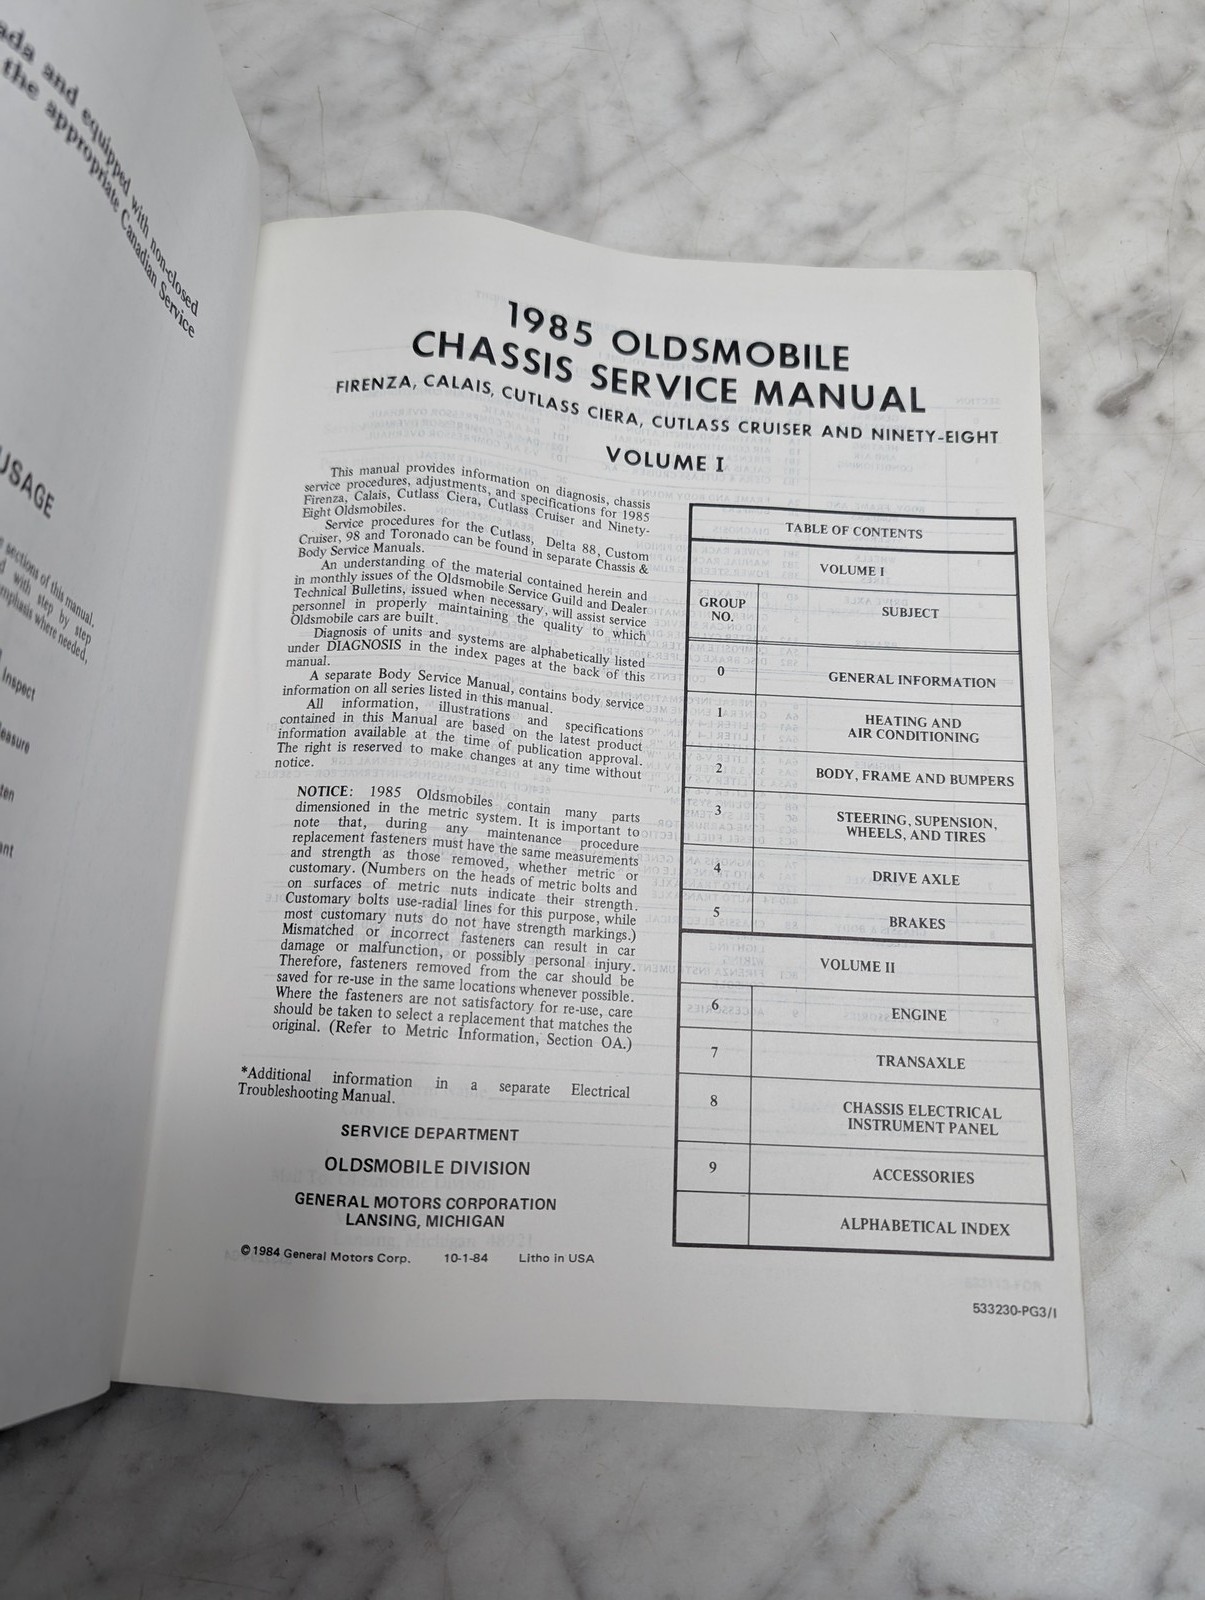 ada and equipped with non-closed
the appropriate Canadian Service
USAGE
sections of this manual.
with step by step
emphasis where needed,
Inspect
1985 OLDSMOBILE
CHASSIS SERVICE MANUAL
FIRENZA, CALAIS, CUTLASS CIERA, CUTLASS CRUISER AND NINETY-EIGHT
VOLUME I
This manual provides information on diagnosis, chassis
service procedures, adjustments, and specifications for 1985
Firenza, Calais, Cutlass Ciera, Cutlass Cruiser and Ninety-
Eight Oldsmobiles.
Service procedures for the Cutlass, Delta 88, Custom
Cruiser, 98 and Toronado can be found in separate Chassis &
Body Service Manuals.
An understanding of the material contained herein and
in monthly issues of the Oldsmobile Service Guild and Dealer
Technical Bulletins, issued when necessary, will assist service
personnel in properly maintaining the quality to which
Oldsmobile cars are built.
Diagnosis of units and systems are alphabetically listed
under DIAGNOSIS in the index pages at the back of this
manual.
A separate Body Service Manual, contains body service
information on all series listed in this manual.
All information, illustrations and specifications
contained in this Manual are based on the latest product
information available at the time of publication approval.
The right is reserved to make changes at any time without
notice.
NOTICE: 1985 Oldsmobiles contain many parts
dimensioned in the metric system. It is important to
note that, during any maintenance procedure
replacement fasteners must have the same measurements
and strength as those removed, whether metric or
customary. (Numbers on the heads of metric bolts and
on surfaces of metric nuts indicate their strength.
Customary bolts use-radial lines for this purpose, while
most customary nuts do not have strength markings.)
Mismatched or incorrect fasteners can result in car
damage or malfunction, or possibly personal injury.
Therefore, fasteners removed from the car should be
saved for re-use in the same locations whenever possible.
Where the fasteners are not satisfactory for re-use, care
should be taken to select a replacement that matches the
original. (Refer to Metric Information, Section OA.)
*Additional information in a separate Electrical
Troubleshooting Manual.
SERVICE DEPARTMENT
OLDSMOBILE DIVISION
GENERAL MOTORS CORPORATION
LANSING, MICHIGAN
©1984 General Motors Corp. 10-1-84 Litho in USA
TABLE OF CONTENTS
VOLUME I
GROUP NO. SUBJECT
0 GENERAL INFORMATION
1 HEATING AND
AIR CONDITIONING
2 BODY, FRAME AND BUMPERS
3 STEERING, SUPENSION,
WHEELS, AND TIRES
4 DRIVE AXLE
5 BRAKES
VOLUME II
6 ENGINE
7 TRANSAXLE
8 CHASSIS ELECTRICAL
INSTRUMENT PANEL
9 ACCESSORIES
ALPHABETICAL INDEX
533230-PG3/I